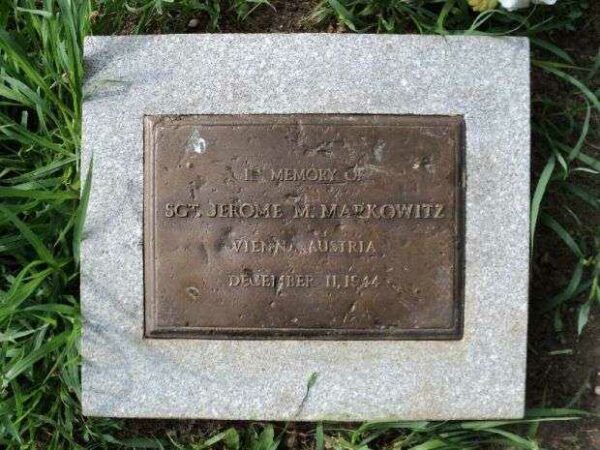 IN MEMORY OF
SGT. JEROME M. MARKOWITZ
VIENNA, AUSTRIA
DECEMBER 11, 1944